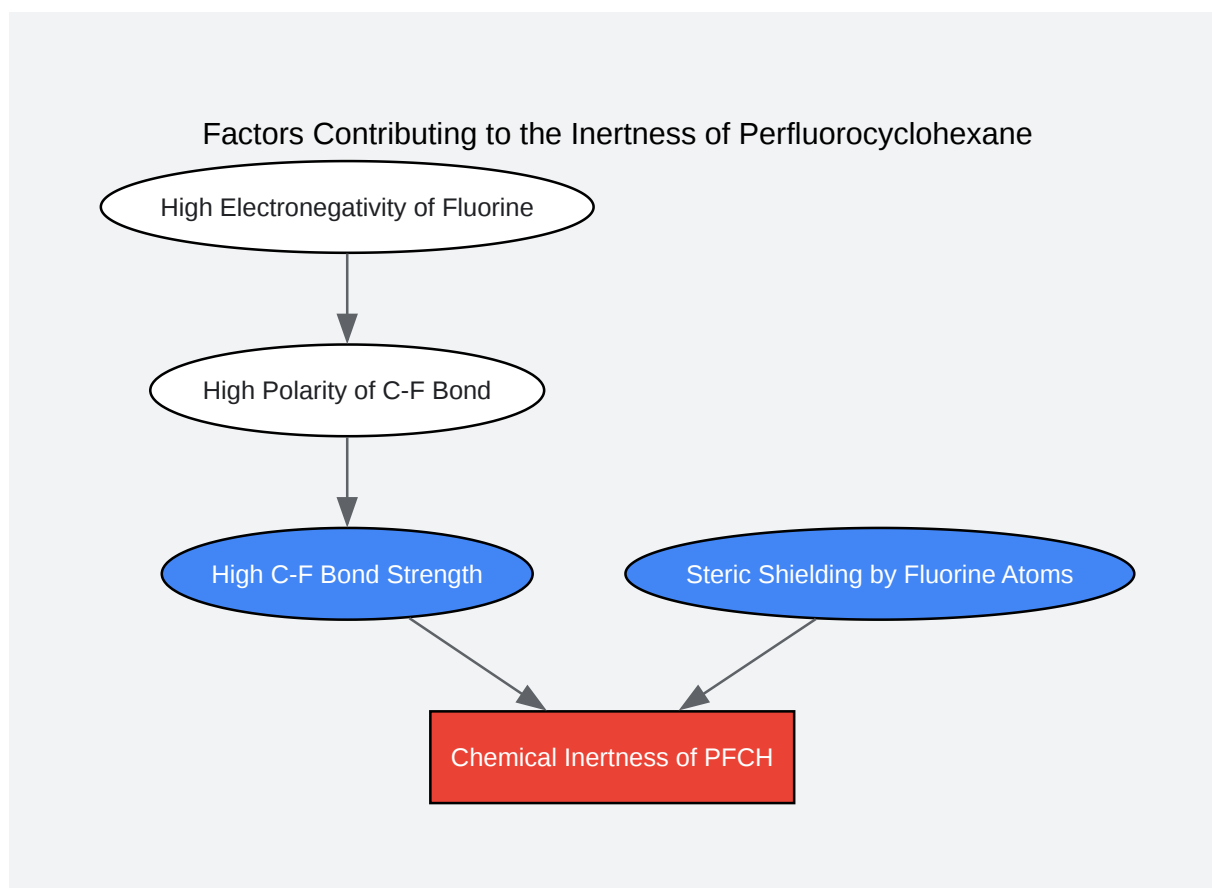 Factors Contributing to the Inertness of Perfluorocyclohexane
High Electronegativity of Fluorine
High Polarity of C-F Bond
High C-F Bond Strength
Steric Shielding by Fluorine Atoms
Chemical Inertness of PFCH